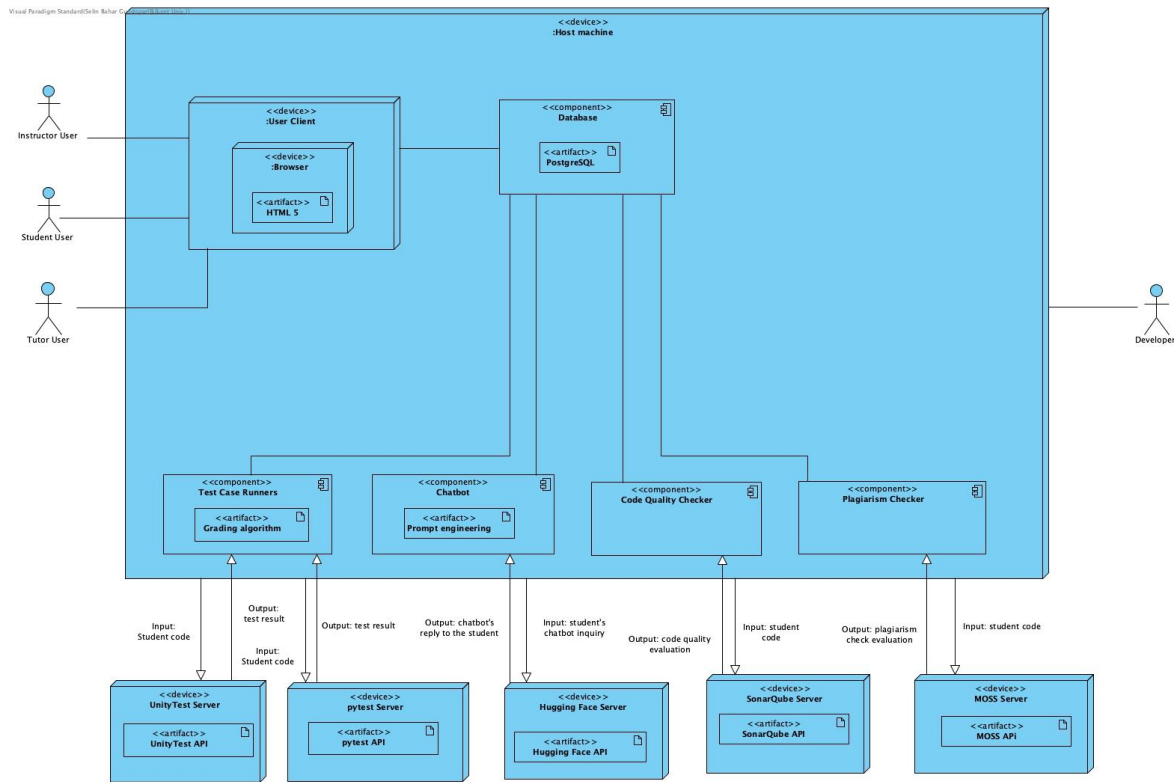 Visual Paradigm Standard(Selin Bahar
<<device>>
:Host machine
Instructor User
Student User
Tutor User
Developer
<<device>>
:User Client
<<device>>
:Browser
<<artifact>>
HTML 5
<<component>>
Database
<<artifact>>
PostgreSQL
<<component>>
Test Case Runners
<<artifact>>
Grading algorithm
<<component>>
Chatbot
<<artifact>>
Prompt engineering
<<component>>
Code Quality Checker
<<component>>
Plagiarism Checker
Input:
Student code
Output:
test result
Input:
Student code
Output: test result
Output: chatbot's
reply to the student
Input: student's
chatbot inquiry
Output: code quality
evaluation
Input: student
code
Output: plagiarism
check evaluation
Input: student code
<<device>>
UnityTest Server
<<artifact>>
UnityTest API
<<device>>
pytest Server
<<artifact>>
pytest API
<<device>>
Hugging Face Server
<<artifact>>
Hugging Face API
<<device>>
SonarQube Server
<<artifact>>
SonarQube API
<<device>>
MOSS Server
<<artifact>>
MOSS APi